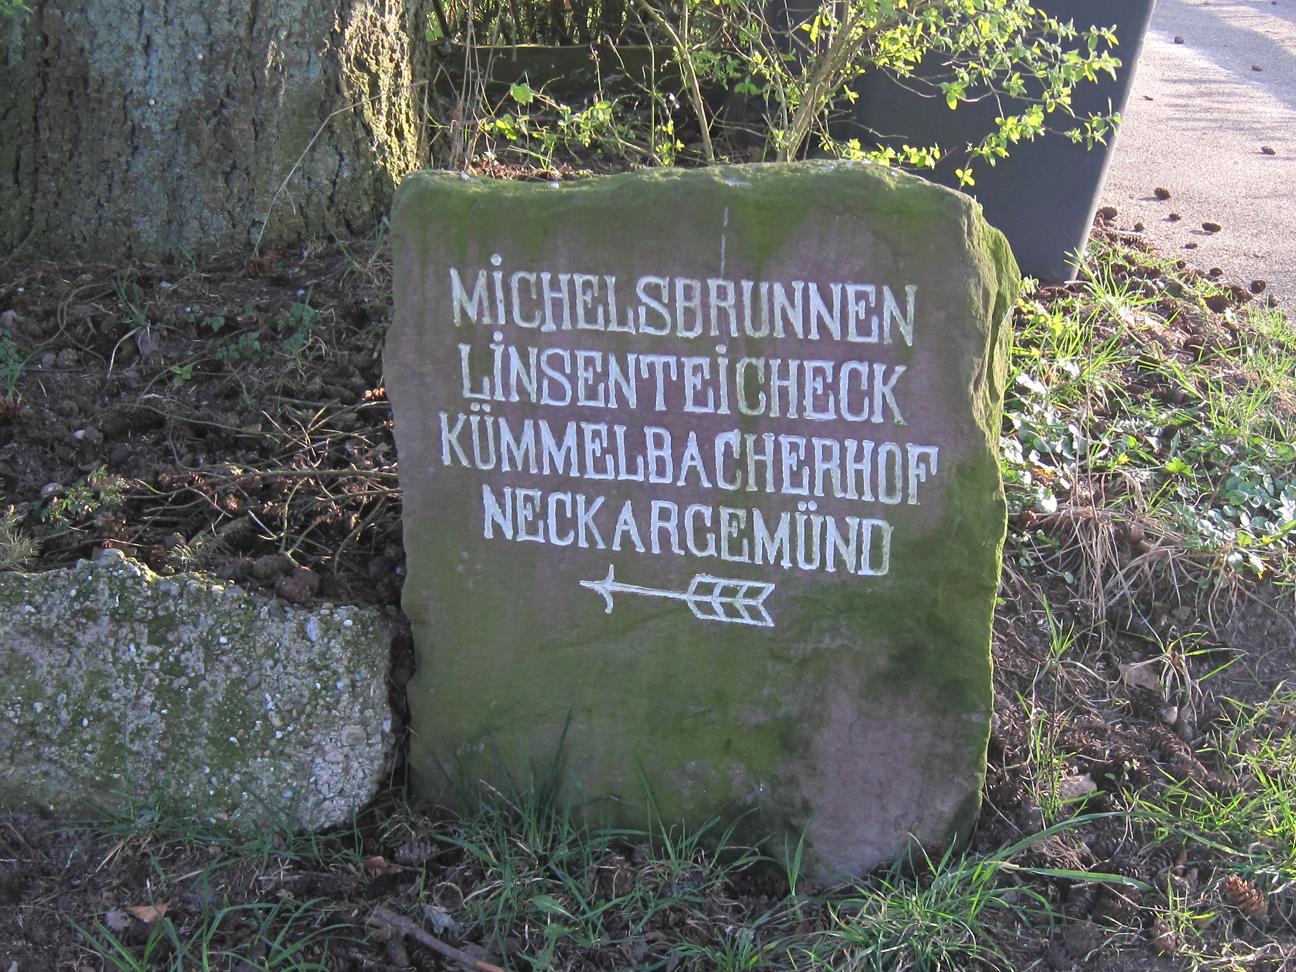 MiCHELSBRUNNEN
LiNSENTEiCHECK
KÜMMELBACHERHOF
NECKARGEMÜND